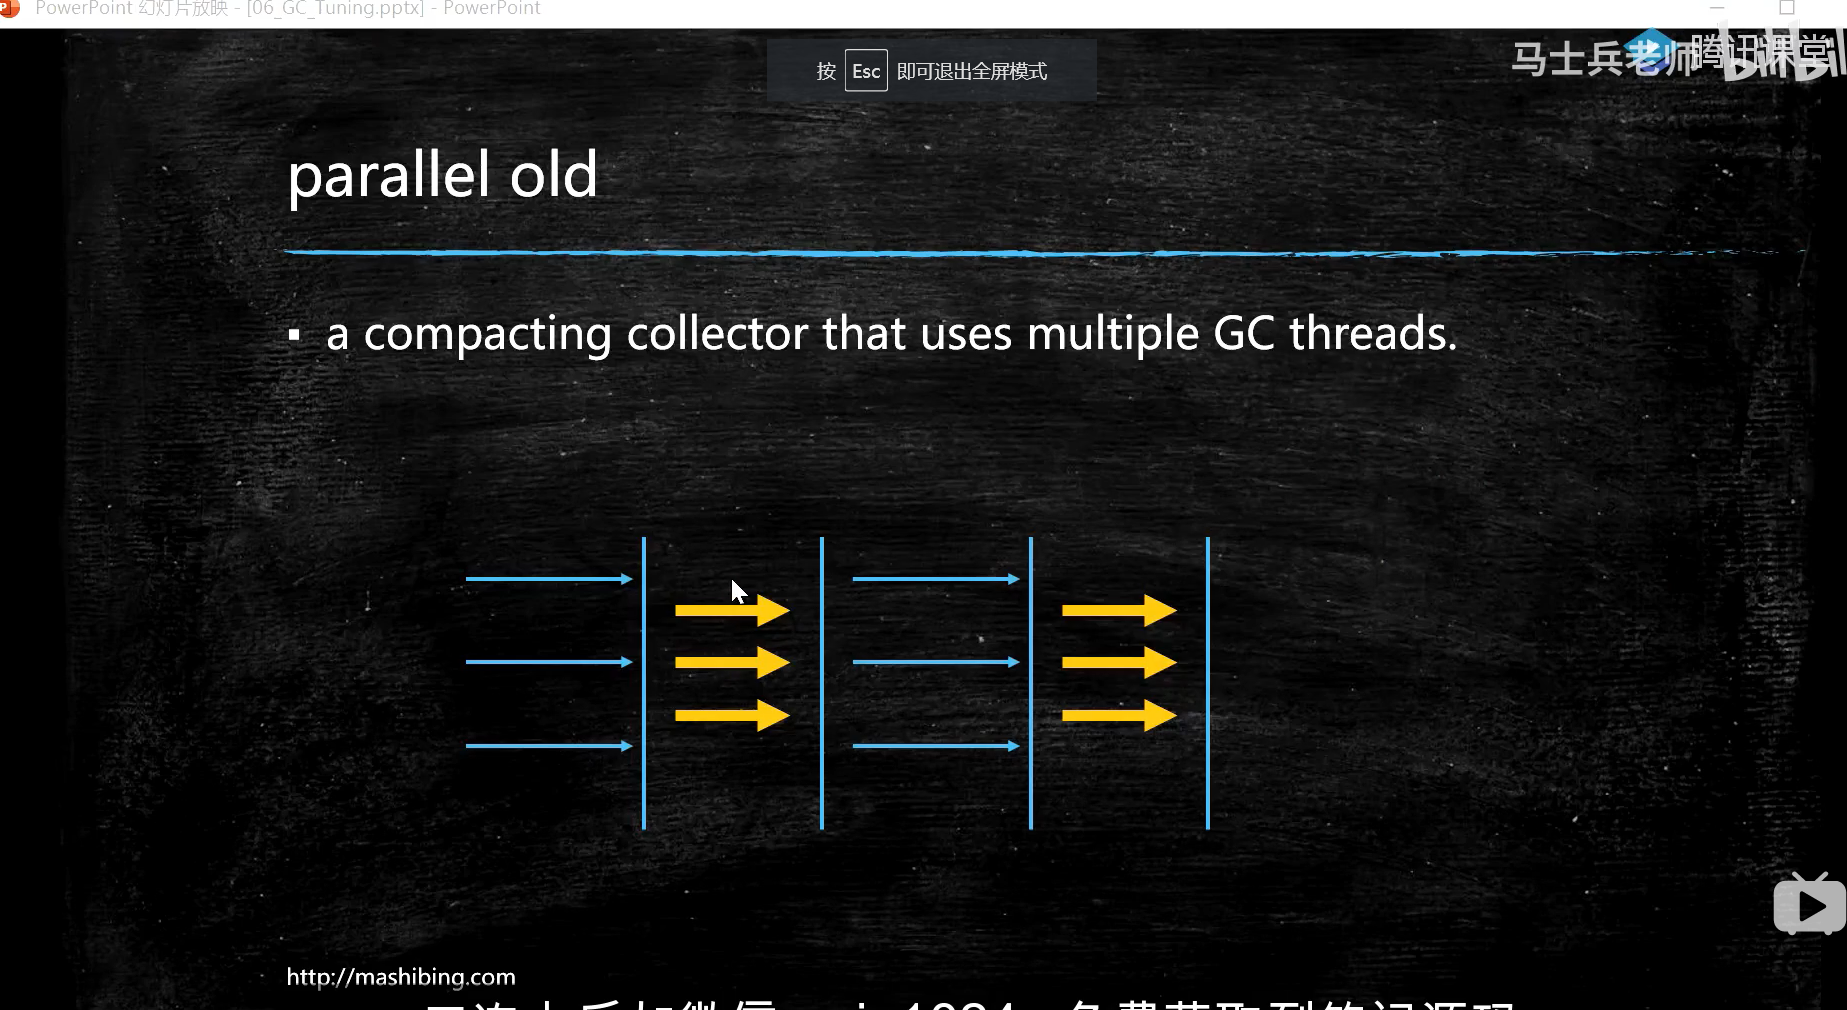 PowerPoint 幻灯片放映 - [06_GC_Tuning.pptx] - PowerPoint
按 Esc 即可退出全屏模式
马士兵老师 腾讯课堂
parallel old
▪ a compacting collector that uses multiple GC threads.
http://mashibing.com